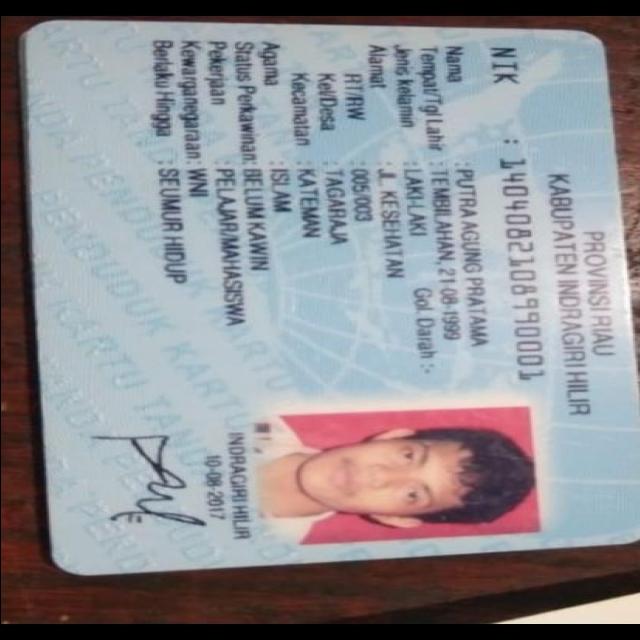 PROVINSI RIAU
KABUPATEN INDRAGIRI HILIR
NIK : 1404082108990001
Nama : PUTRA AGUNG PRATAMA
Tempat/Tgl Lahir : TEMBILAHAN, 21-08-1999
Jenis kelamin : LAKI-LAKI Gol. Darah : -
Alamat : JL. KESEHATAN
RT/RW : 005/003
Kel/Desa : TAGARAJA
Kecamatan : KATEMAN
Agama : ISLAM
Status Perkawinan: BELUM KAWIN
Pekerjaan : PELAJAR/MAHASISWA
Kewarganegaraan: WNI
Berlaku Hingga : SEUMUR HIDUP
INDRAGIRI HILIR
10-08-2017